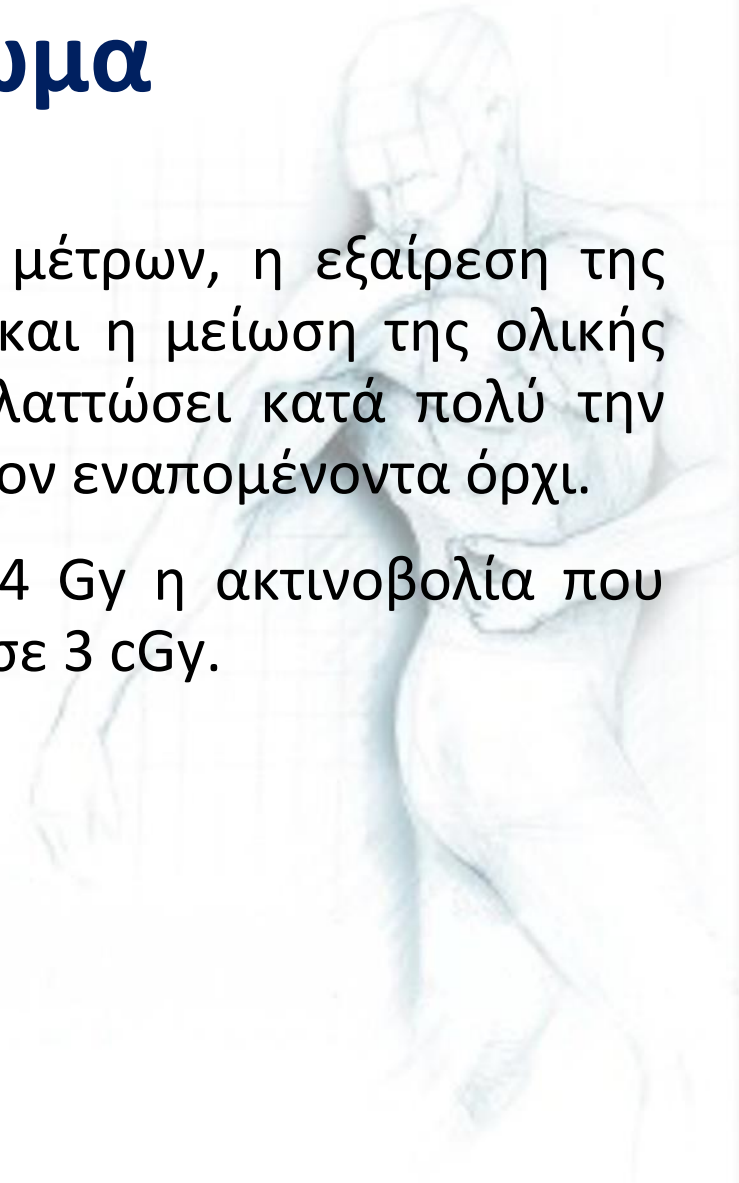 ωμα
μέτρων, η εξαίρεση της
και η μείωση της ολικής
λαττώσει κατά πολύ την
ον εναπομένοντα όρχι.
4 Gy η ακτινοβολία που
σε 3 cGy.